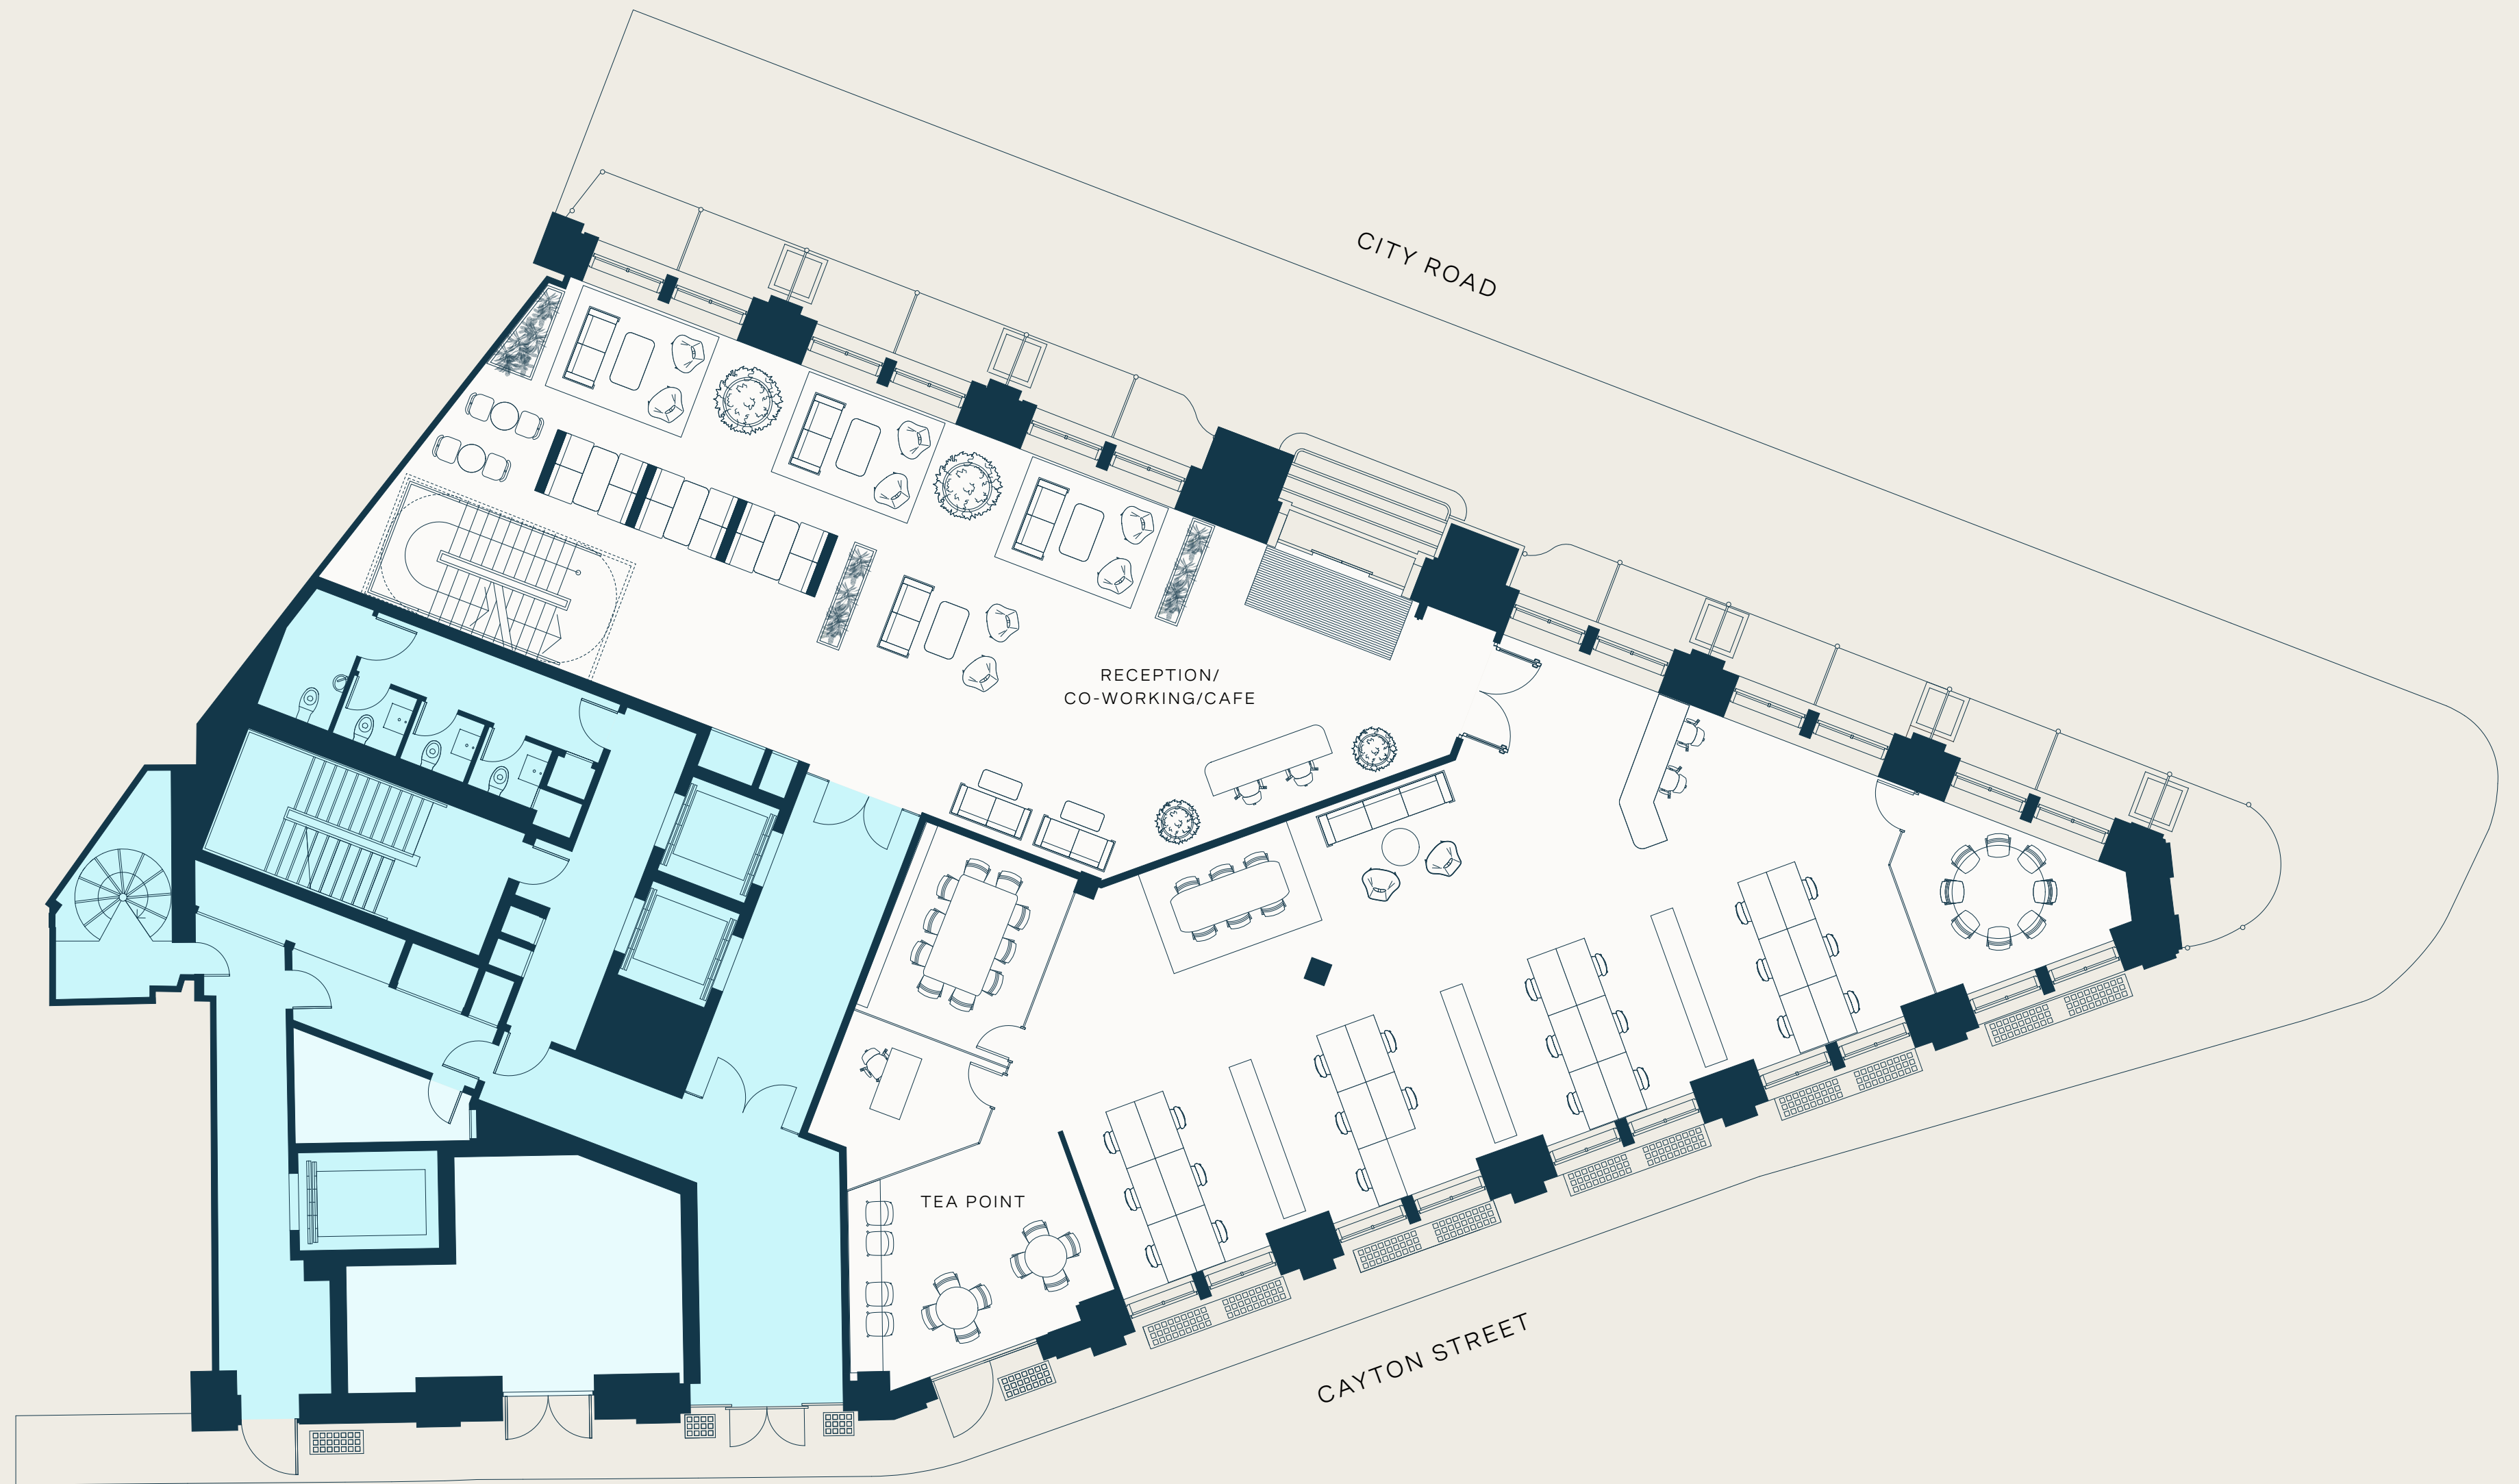 CITY ROAD
RECEPTION/
CO-WORKING/CAFE
TEA POINT
CAYTON STREET